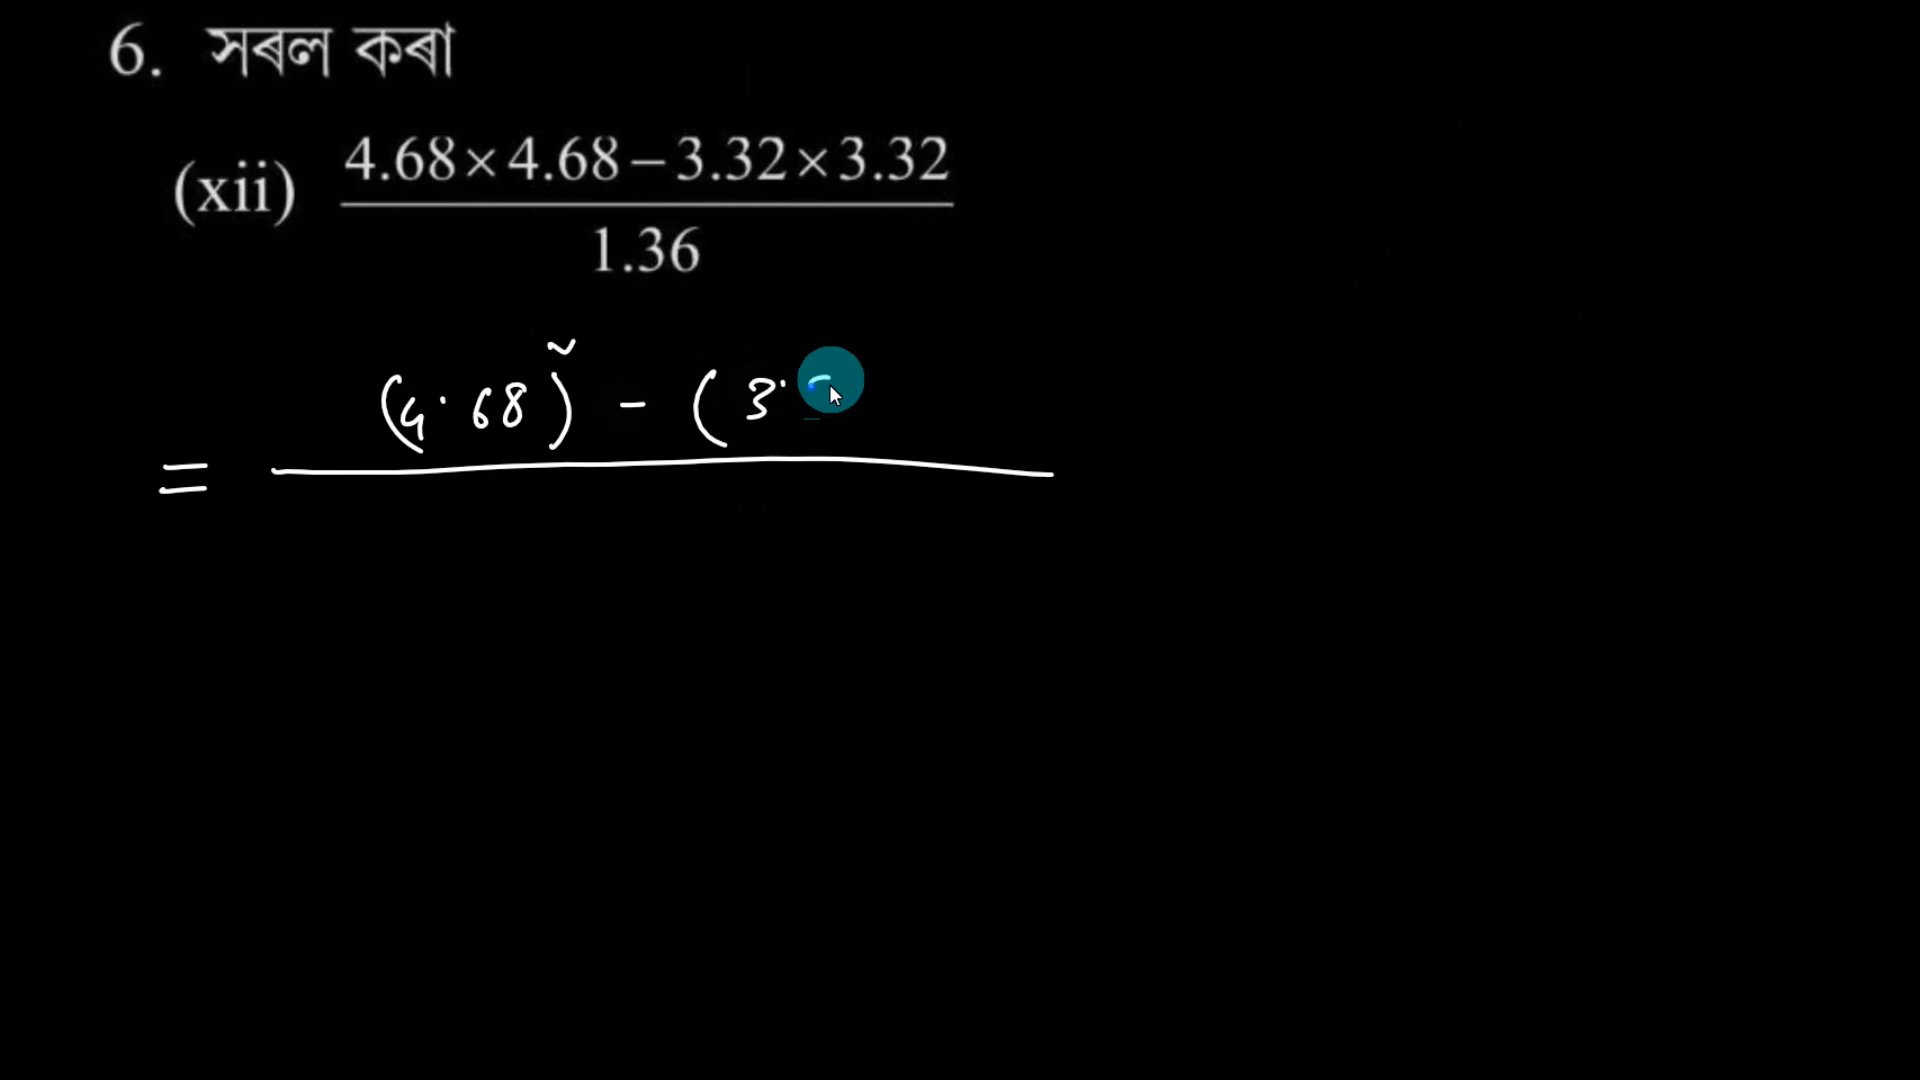 6. সৰল কৰা
(xii) 4.68×4.68−3.32×3.32
1.36
(4·68)² − (3·
=